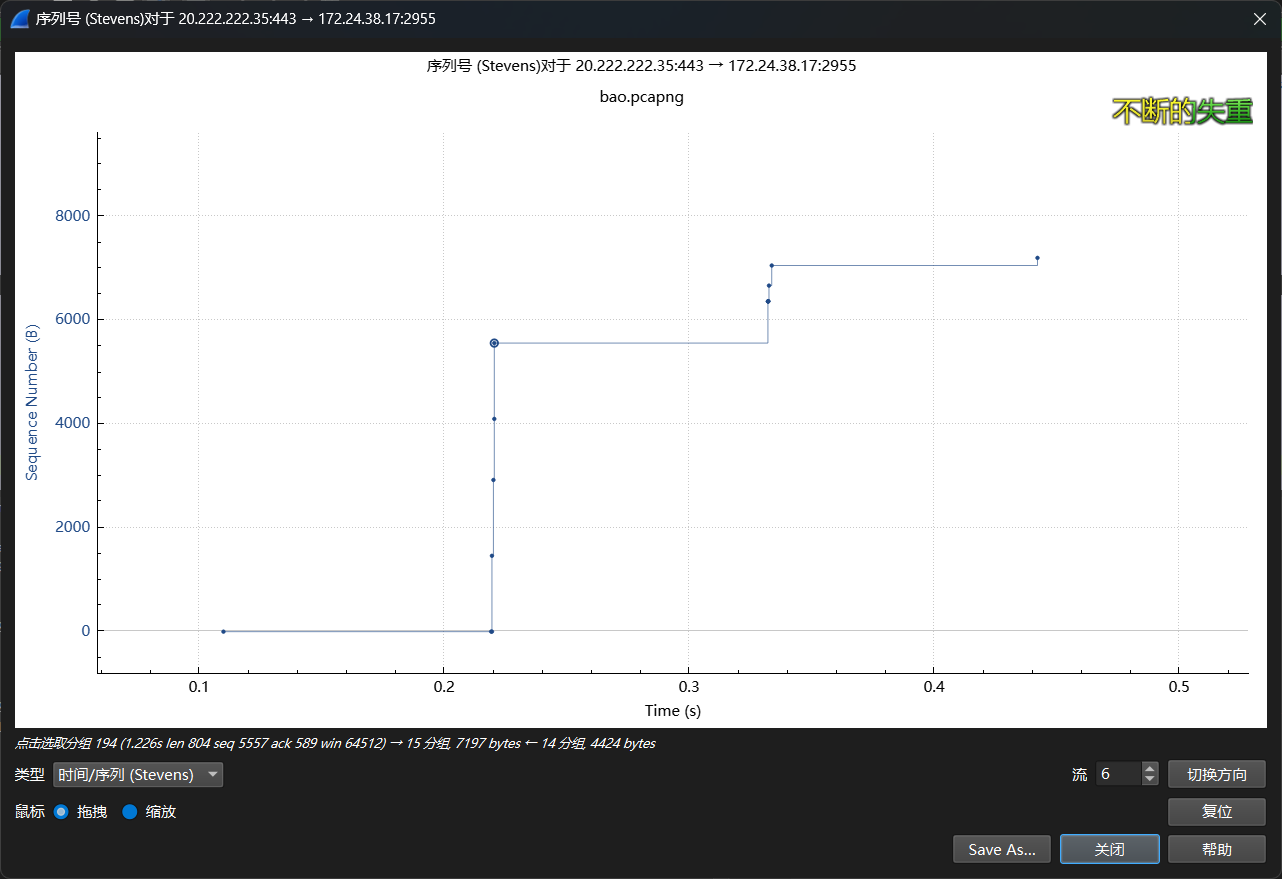 序列号 (Stevens)对于 20.222.222.35:443 → 172.24.38.17:2955
序列号 (Stevens)对于 20.222.222.35:443 → 172.24.38.17:2955
bao.pcapng
不断的失重
8000
6000
4000
2000
0
Sequence Number (B)
0.1 0.2 0.3 0.4 0.5
Time (s)
点击选取分组 194 (1.226s len 804 seq 5557 ack 589 win 64512) → 15 分组, 7197 bytes ← 14 分组, 4424 bytes
类型 时间/序列 (Stevens) 流 6 切换方向
鼠标 拖拽 缩放 复位
Save As... 关闭 帮助